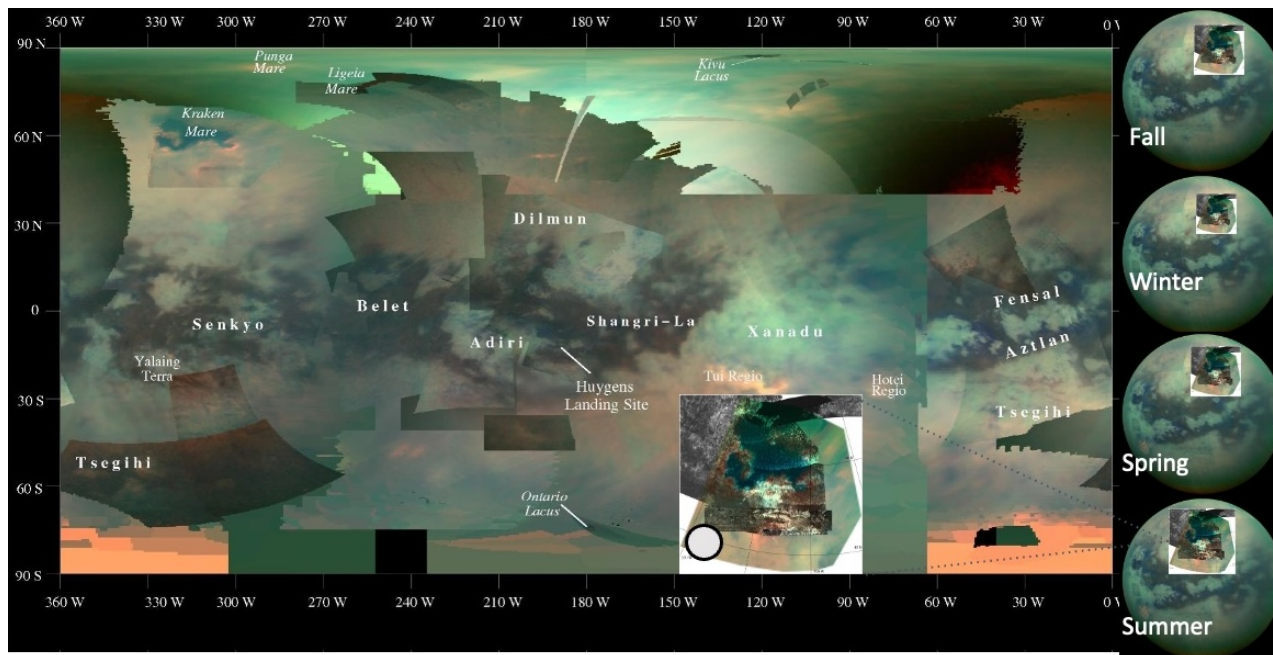 360 W 330 W 300 W 270 W 240 W 210 W 180 W 150 W 120 W 90 W 60 W 30 W 0 W
90 N
60 N
30 N
0
30 S
60 S
90 S
Punga
Mare
Ligeia
Mare
Kivu
Lacus
Kraken
Mare
Dilmun
Belet
Senkyo
Shangri-La
Adiri
Xanadu
Fensal
Aztlan
Yalaing
Terra
Huygens
Landing Site
Tui Regio
Hotei
Regio
Tsegihi
Tsegihi
Ontario
Lacus
360 W 330 W 300 W 270 W 240 W 210 W 180 W 150 W 120 W 90 W 60 W 30 W 0 W
Fall
Winter
Spring
Summer